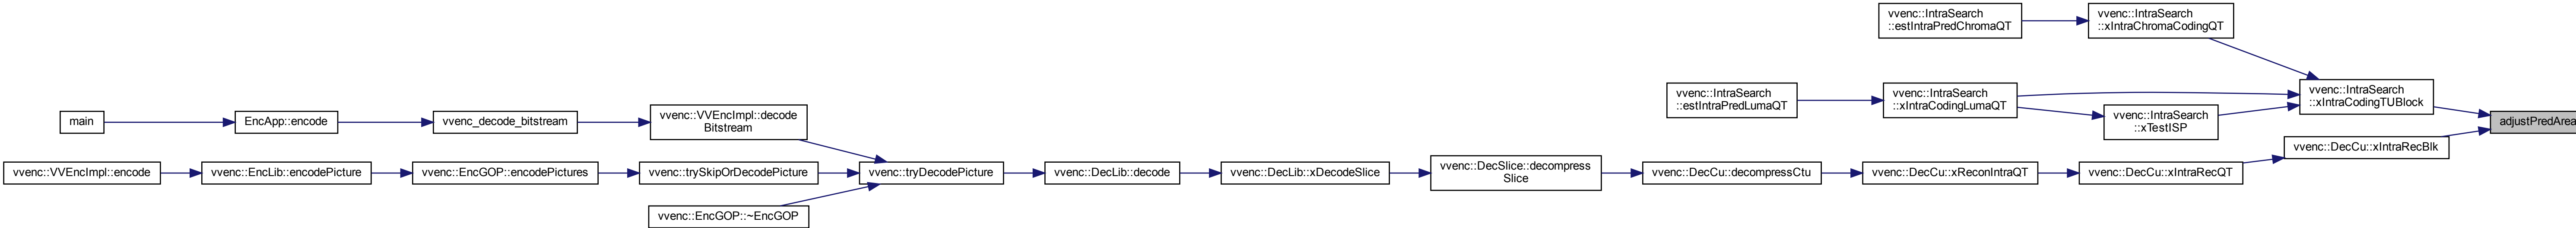 vvenc::IntraSearch
::estIntraPredChromaQT
vvenc::IntraSearch
::xIntraChromaCodingQT
vvenc::IntraSearch
::estIntraPredLumaQT
vvenc::IntraSearch
::xIntraCodingLumaQT
vvenc::IntraSearch
::xIntraCodingTUBlock
main
EncApp::encode
vvenc_decode_bitstream
vvenc::VVEncImpl::decode
Bitstream
vvenc::IntraSearch
::xTestISP
adjustPredArea
vvenc::DecCu::xIntraRecBlk
vvenc::VVEncImpl::encode
vvenc::EncLib::encodePicture
vvenc::EncGOP::encodePictures
vvenc::trySkipOrDecodePicture
vvenc::tryDecodePicture
vvenc::DecLib::decode
vvenc::DecLib::xDecodeSlice
vvenc::DecSlice::decompress
Slice
vvenc::DecCu::decompressCtu
vvenc::DecCu::xReconIntraQT
vvenc::DecCu::xIntraRecQT
vvenc::EncGOP::~EncGOP